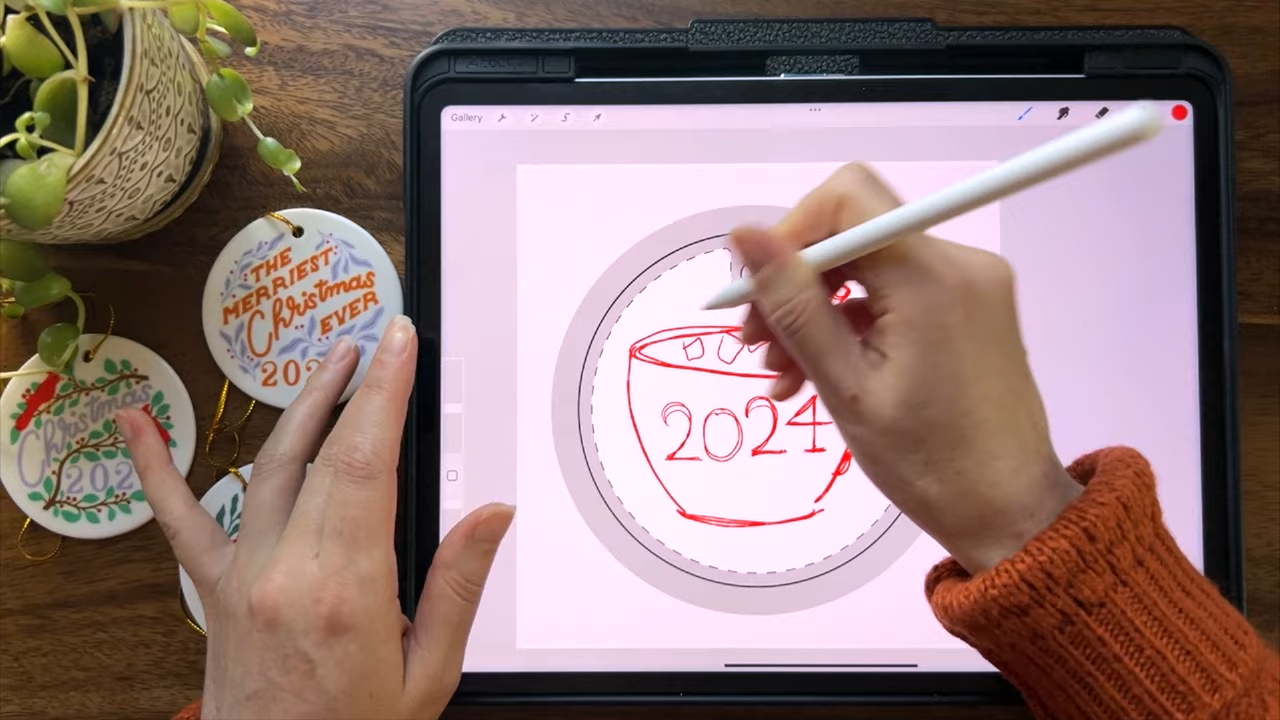 Gallery
THE
MERRIEST
Christmas
EVER
202
Christmas
202
2024